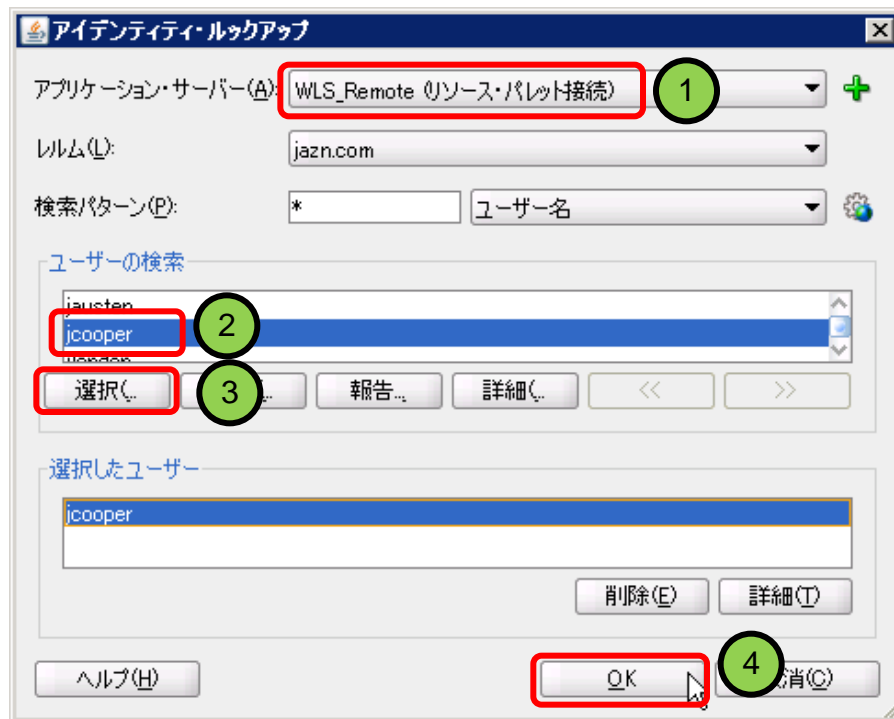 アイデンティティ・ルックアップ
アプリケーション・サーバー(A): WLS_Remote (リソース・パレット接続) 1
レルム(L): jazn.com
検索パターン(P): * ユーザー名
ユーザーの検索
jausten
jcooper 2
選択(... 3 報告... 詳細(... << >>
選択したユーザー
jcooper
削除(E) 詳細(T)
ヘルプ(H) OK 4 消(C)